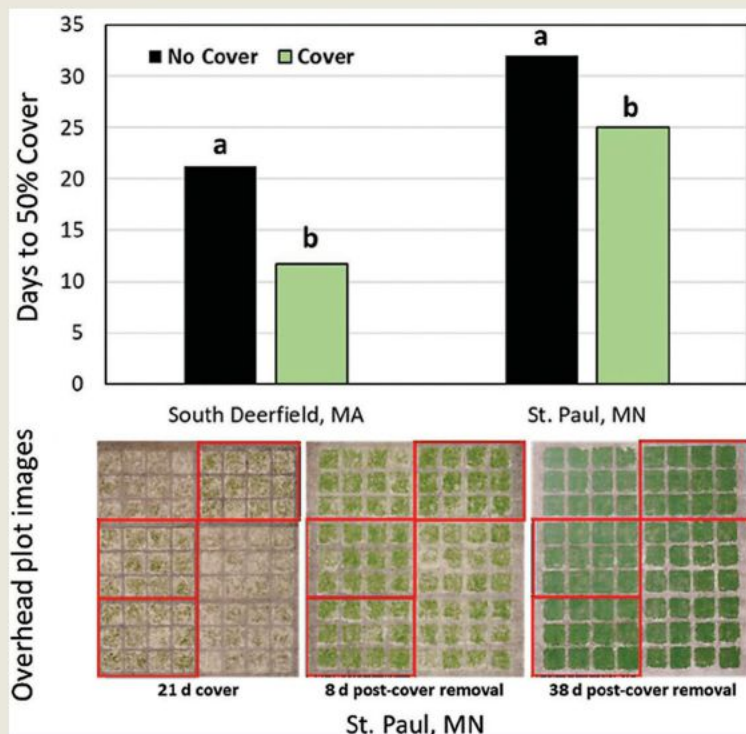 Days to 50% Cover
35
30
25
20
15
10
5
0
No Cover
Cover
a
b
a
b
South Deerfield, MA
St. Paul, MN
Overhead plot images
21 d cover
8 d post-cover removal
38 d post-cover removal
St. Paul, MN